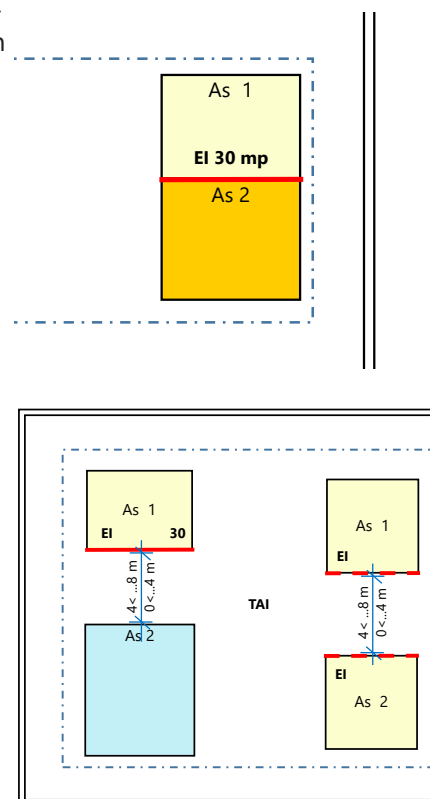 As 1
EI 30 mp
As 2
As 1
EI 30
4<...8 m
0<...4 m
As 2
TAI
As 1
EI
4<...8 m
0<...4 m
EI
As 2